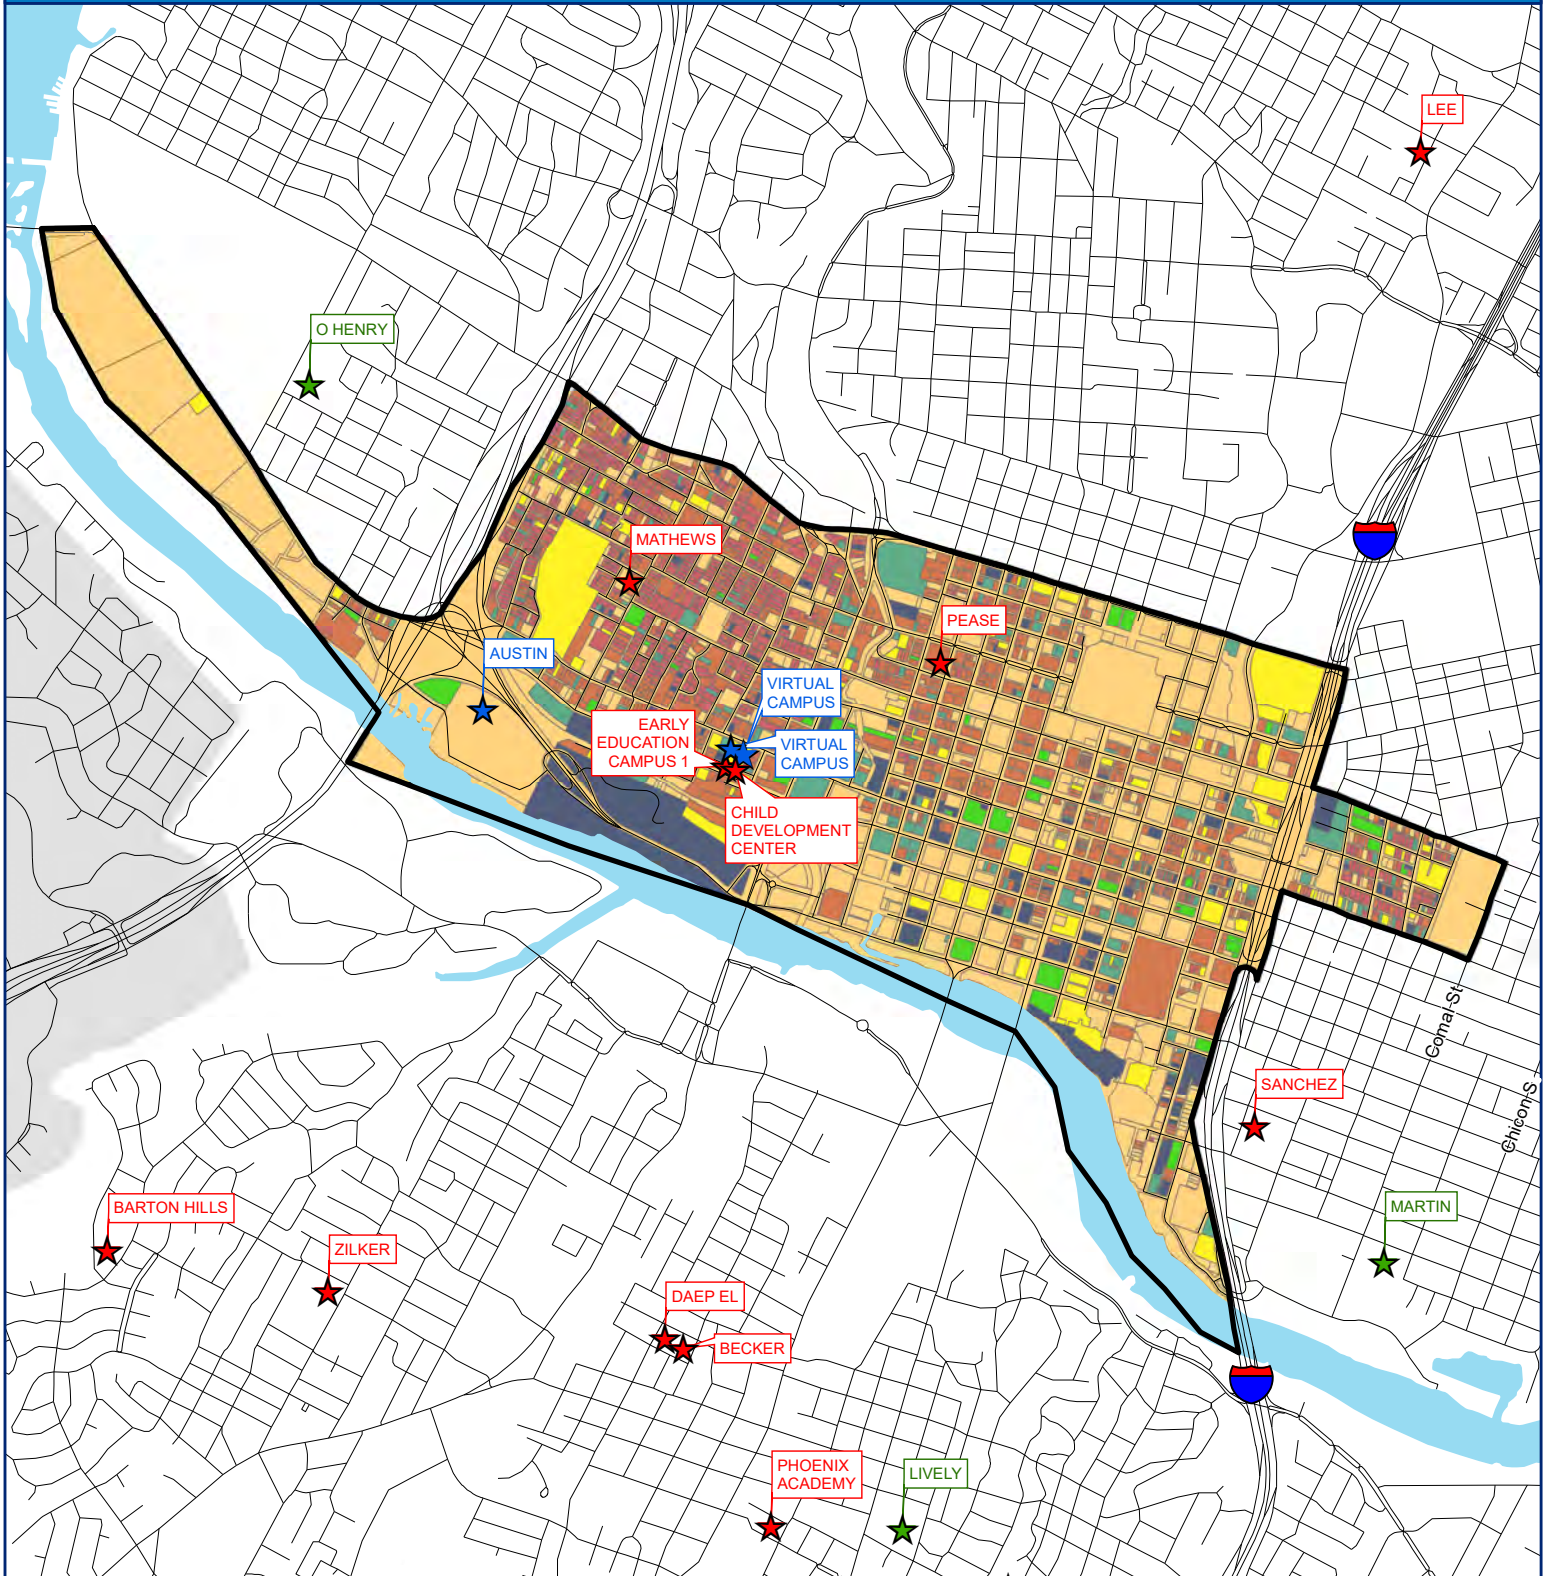 LEE
O HENRY
MATHEWS
PEASE
AUSTIN
VIRTUAL
CAMPUS
EARLY
EDUCATION
CAMPUS 1
VIRTUAL
CAMPUS
CHILD
DEVELOPMENT
CENTER
Comal St
SANCHEZ
Chicon S
BARTON HILLS
MARTIN
ZILKER
DAEP EL
BECKER
PHOENIX
ACADEMY
LIVELY